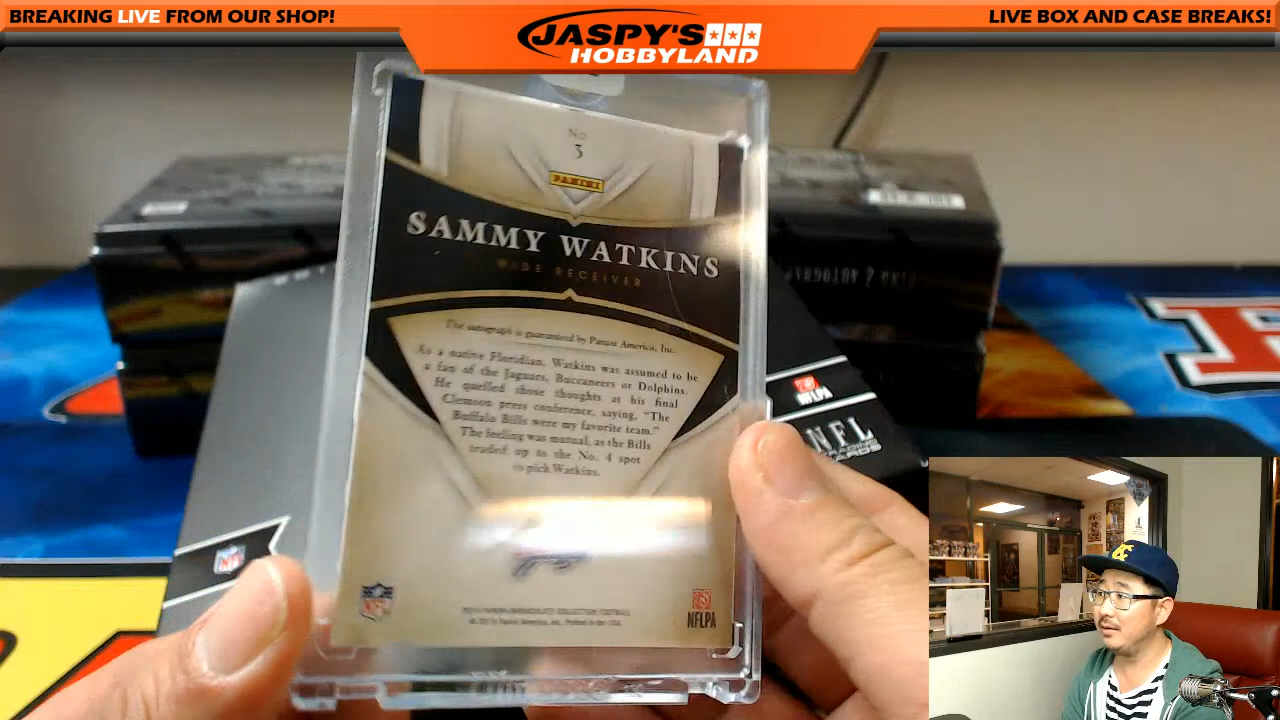 BREAKING LIVE FROM OUR SHOP!
JASPY'S
HOBBYLAND
LIVE BOX AND CASE BREAKS!
No
3
PANINI
SAMMY WATKINS
WIDE RECEIVER
The autograph is guaranteed by Panini America, Inc.
As a native Floridian, Watkins was assumed to be
a fan of the Jaguars, Buccaneers or Dolphins.
He quelled those thoughts at his final
Clemson press conference, saying, "The
Buffalo Bills were my favorite team."
The feeling was mutual, as the Bills
traded up to the No. 4 spot
to pick Watkins.
NFL
NFLPA
NFLPA
NFL
NFL